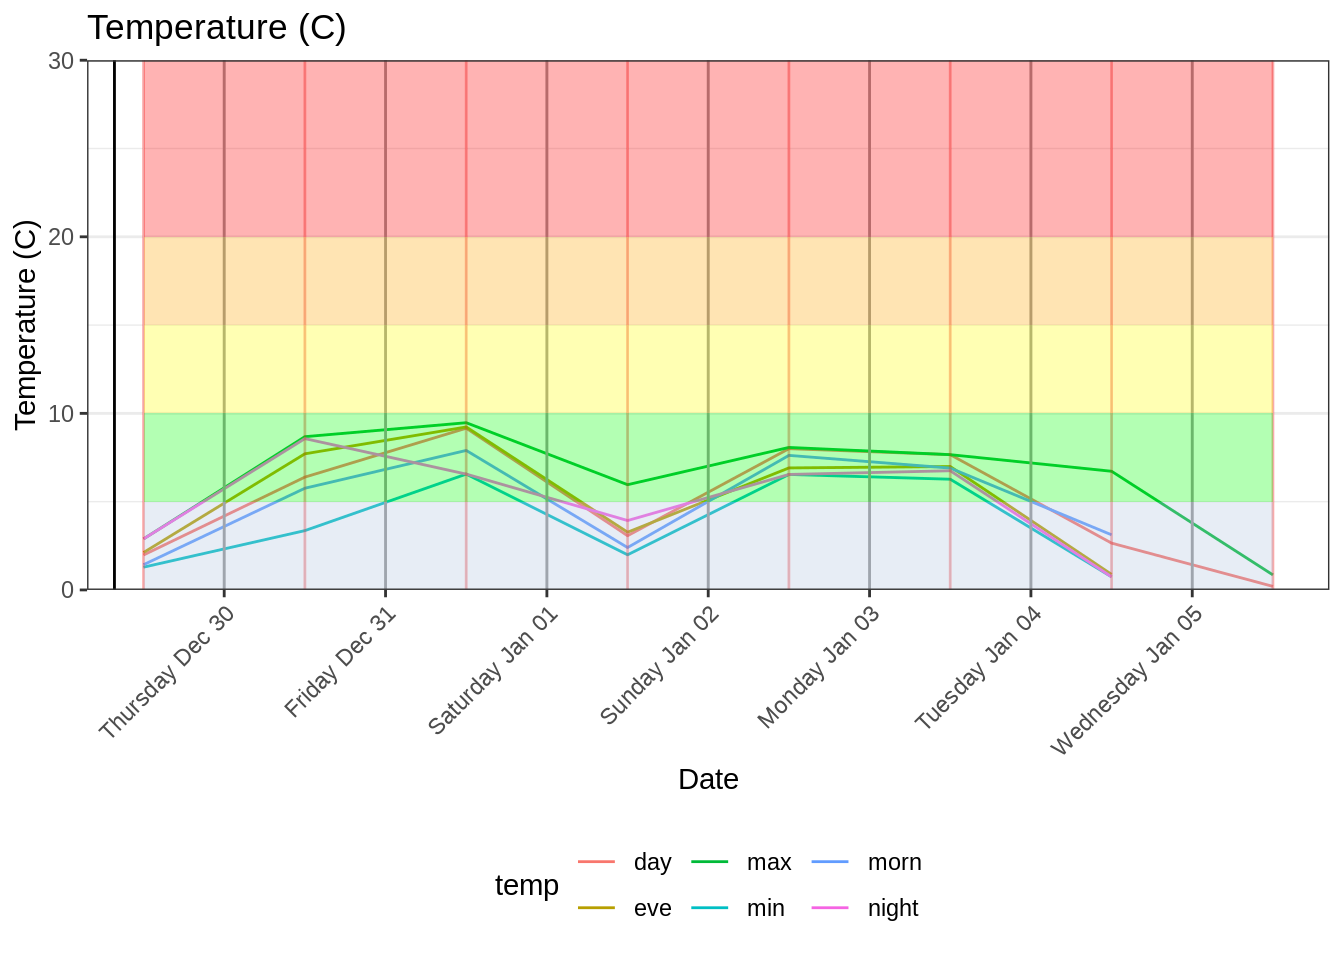 Temperature (C)
Temperature (C)
30
20
10
0
Thursday Dec 30
Friday Dec 31
Saturday Jan 01
Sunday Jan 02
Monday Jan 03
Tuesday Jan 04
Wednesday Jan 05
Date
temp
day
max
morn
eve
min
night